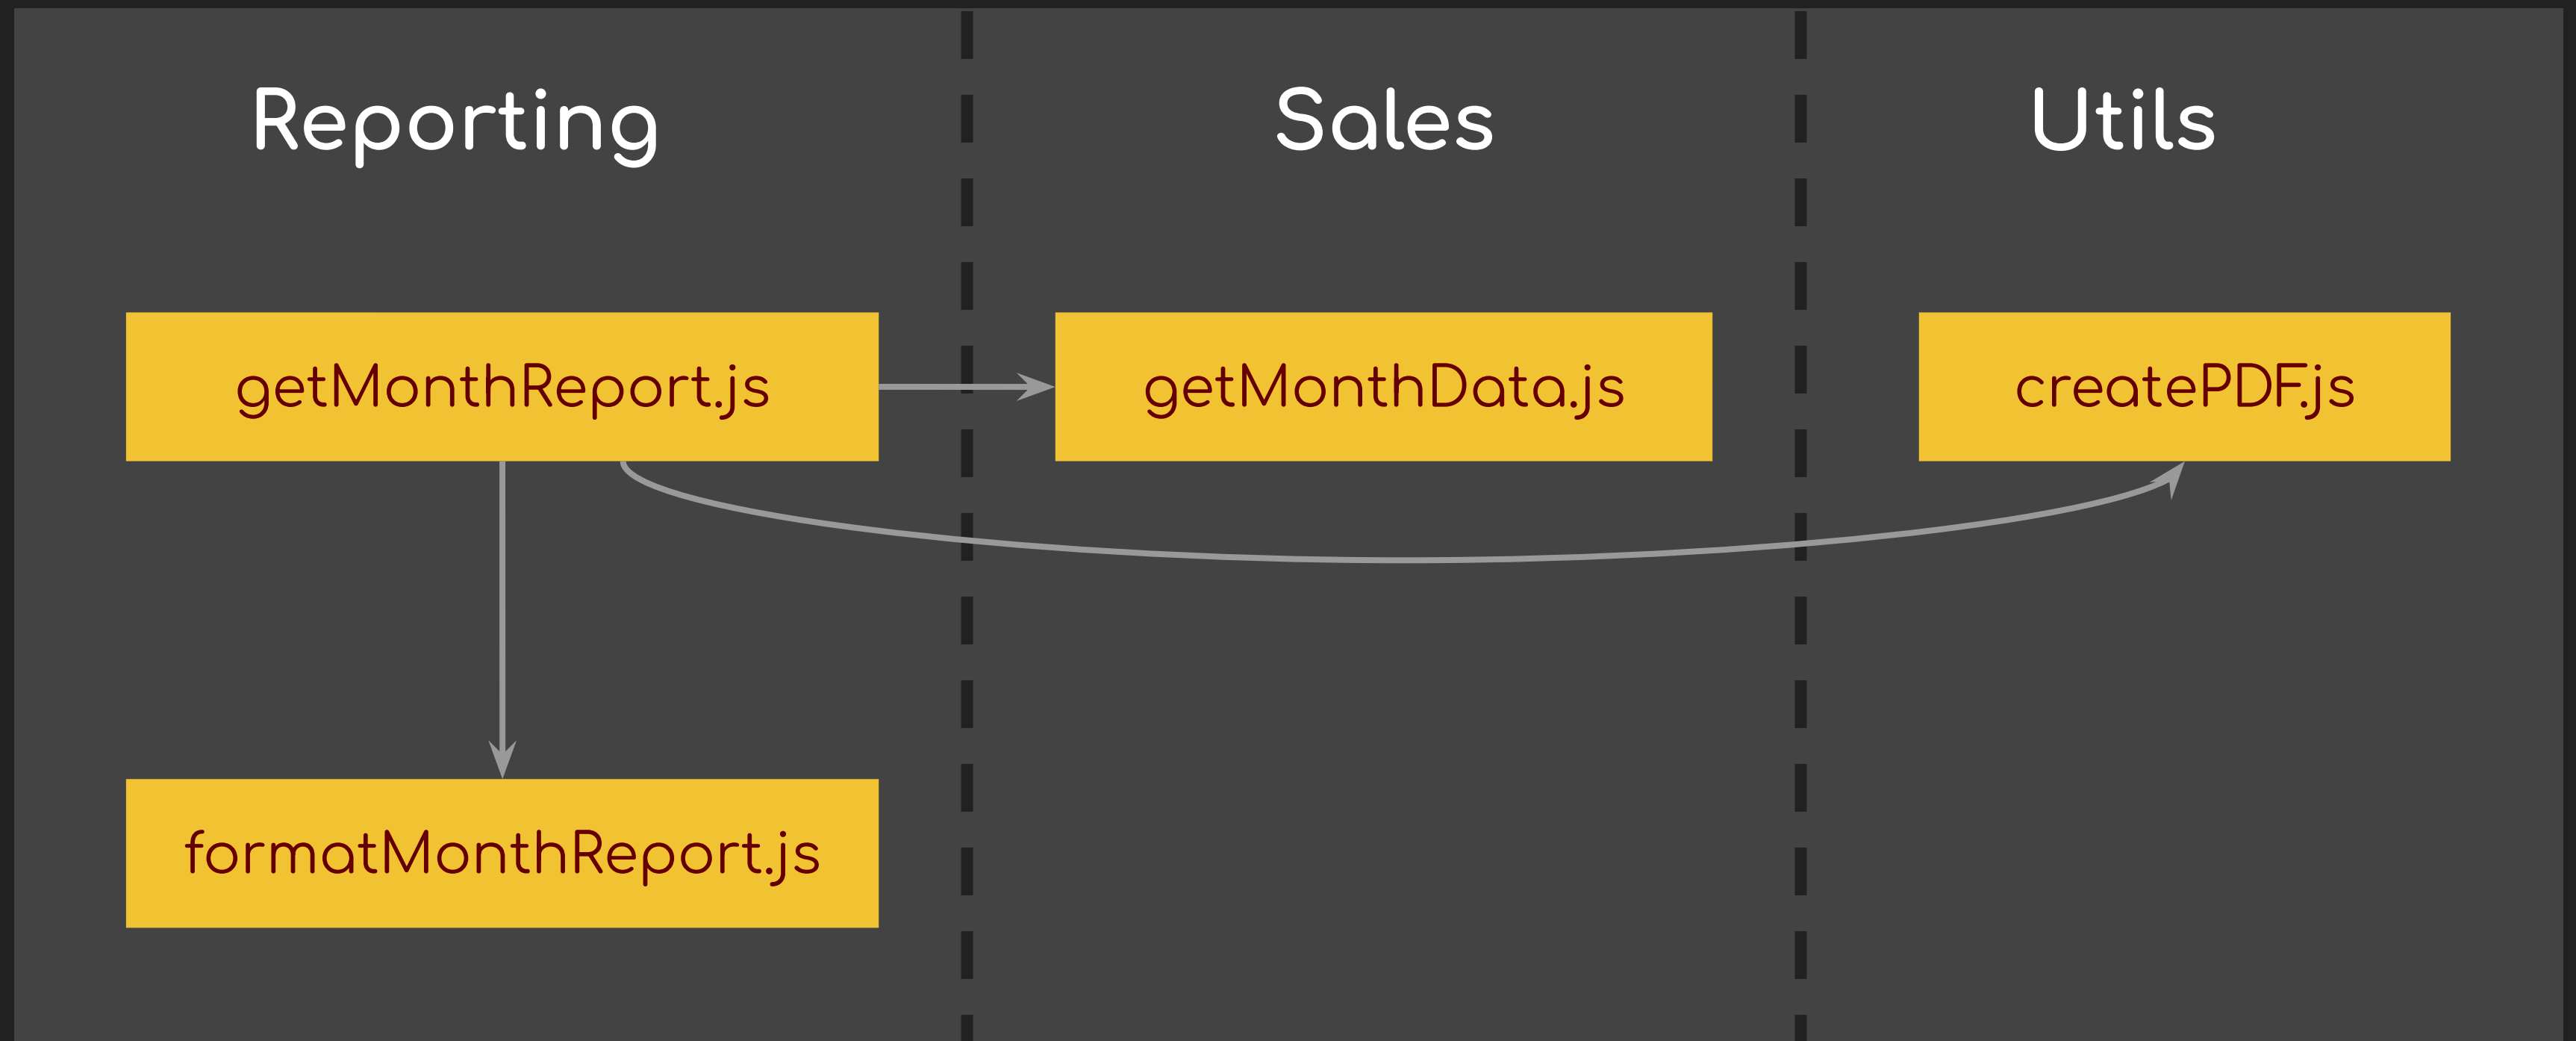 Reporting
Sales
Utils
getMonthReport.js
getMonthData.js
createPDF.js
formatMonthReport.js